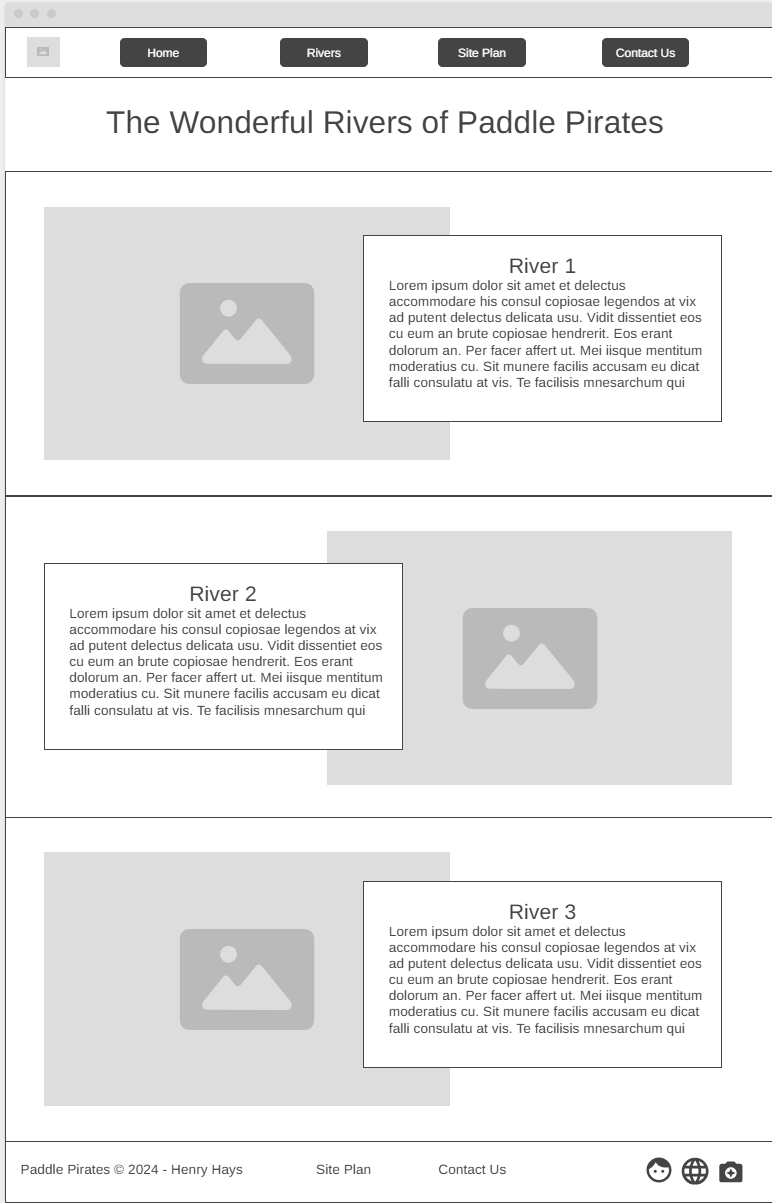 Home Rivers Site Plan Contact Us
The Wonderful Rivers of Paddle Pirates
River 1
Lorem ipsum dolor sit amet et delectus
accommodare his consul copiosae legendos at vix
ad putent delectus delicata usu. Vidit dissentiet eos
cu eum an brute copiosae hendrerit. Eos erant
dolorum an. Per facer affert ut. Mei iisque mentitum
moderatius cu. Sit munere facilis accusam eu dicat
falli consulatu at vis. Te facilisis mnesarchum qui
River 2
Lorem ipsum dolor sit amet et delectus
accommodare his consul copiosae legendos at vix
ad putent delectus delicata usu. Vidit dissentiet eos
cu eum an brute copiosae hendrerit. Eos erant
dolorum an. Per facer affert ut. Mei iisque mentitum
moderatius cu. Sit munere facilis accusam eu dicat
falli consulatu at vis. Te facilisis mnesarchum qui
River 3
Lorem ipsum dolor sit amet et delectus
accommodare his consul copiosae legendos at vix
ad putent delectus delicata usu. Vidit dissentiet eos
cu eum an brute copiosae hendrerit. Eos erant
dolorum an. Per facer affert ut. Mei iisque mentitum
moderatius cu. Sit munere facilis accusam eu dicat
falli consulatu at vis. Te facilisis mnesarchum qui
Paddle Pirates © 2024 - Henry Hays Site Plan Contact Us